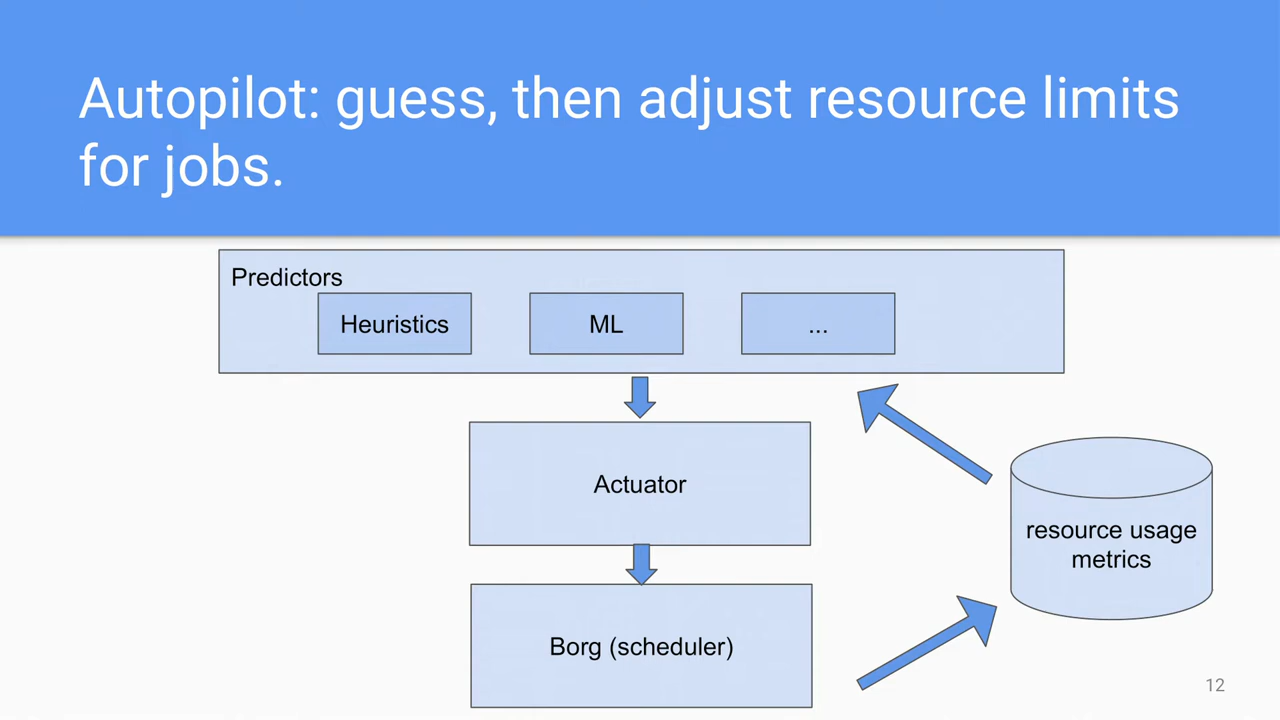 Autopilot: guess, then adjust resource limits
for jobs.
Predictors
Heuristics
ML
...
Actuator
resource usage
metrics
Borg (scheduler)
12